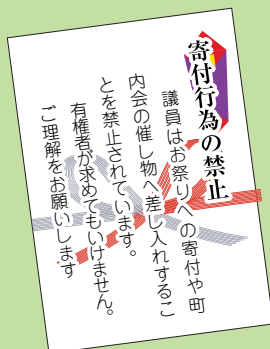 寄付行為の禁止
議員はお祭りへの寄付や町
内会の催し物へ差し入れするこ
とを禁止されています。
有権者が求めてもいけません。
ご理解をお願いします